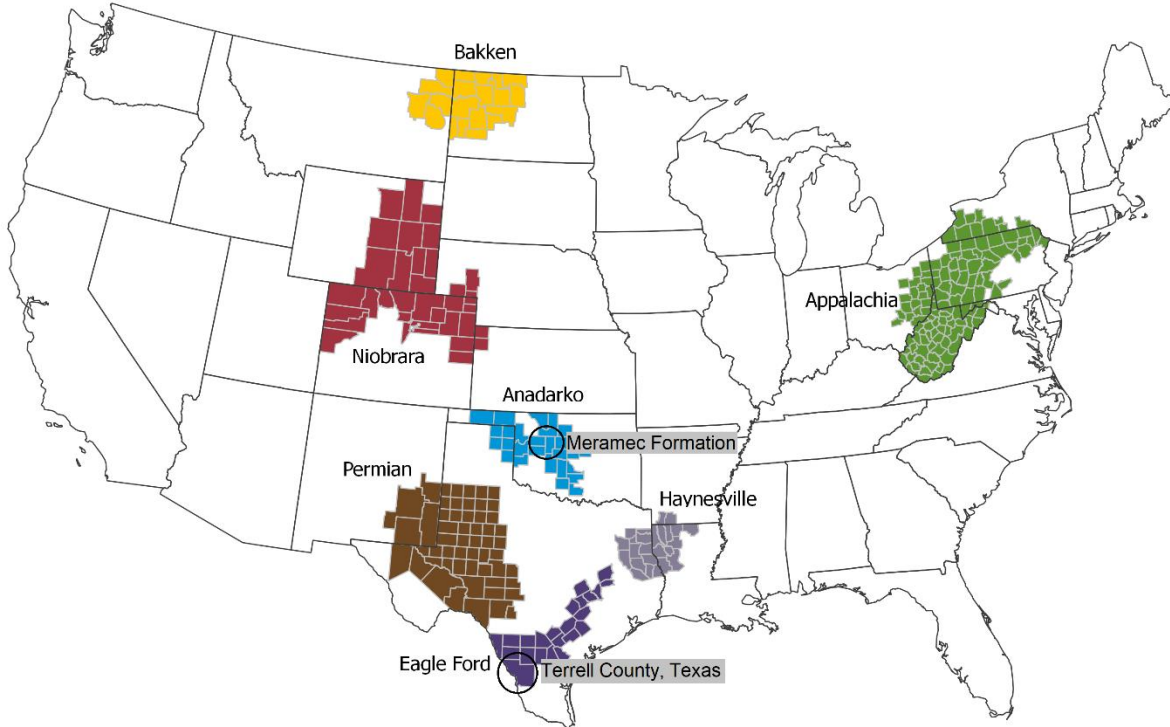 Bakken
Niobrara
Appalachia
Anadarko
Meramec Formation
Permian
Haynesville
Eagle Ford
Terrell County, Texas